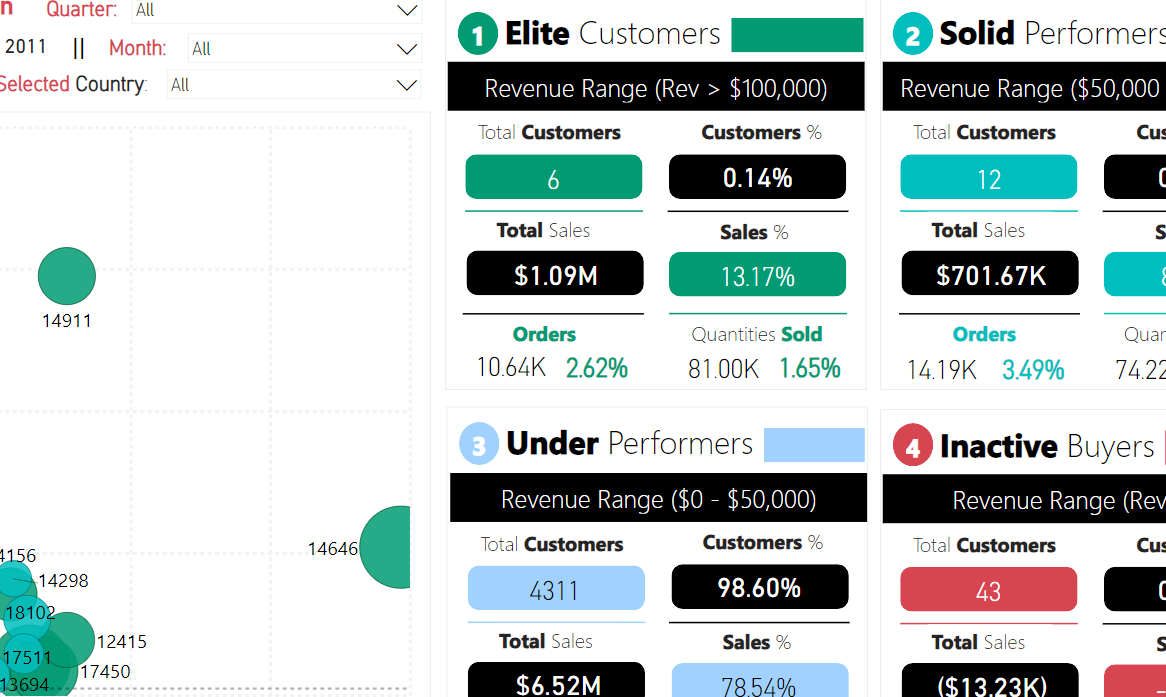 n Quarter: All
2011 || Month: All
Selected Country: All
14911
14646
4156
14298
18102
12415
17511
17450
13694
1 Elite Customers
Revenue Range (Rev > $100,000)
Total Customers Customers %
6 0.14%
Total Sales Sales %
$1.09M 13.17%
Orders Quantities Sold
10.64K 2.62% 81.00K 1.65%
2 Solid Performers
Revenue Range ($50,000
Total Customers Cus
12 0
Total Sales S
$701.67K 8
Orders Quan
14.19K 3.49% 74.22
3 Under Performers
Revenue Range ($0 - $50,000)
Total Customers Customers %
4311 98.60%
Total Sales Sales %
$6.52M 78.54%
4 Inactive Buyers
Revenue Range (Rev
Total Customers Cus
43 0
Total Sales S
($13.23K)